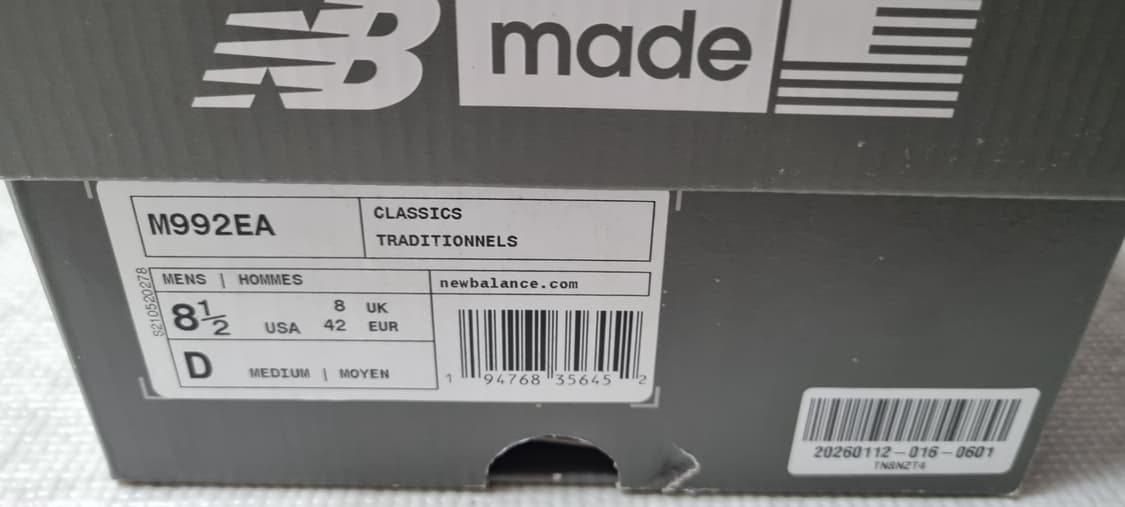 NB made
M992EA
CLASSICS
TRADITIONNELS
MENS | HOMMES
newbalance.com
8½ USA
8 UK
42 EUR
D MEDIUM | MOYEN
S210520278
1 94768 35645 2
20260112-016-0601
TNSNZT4